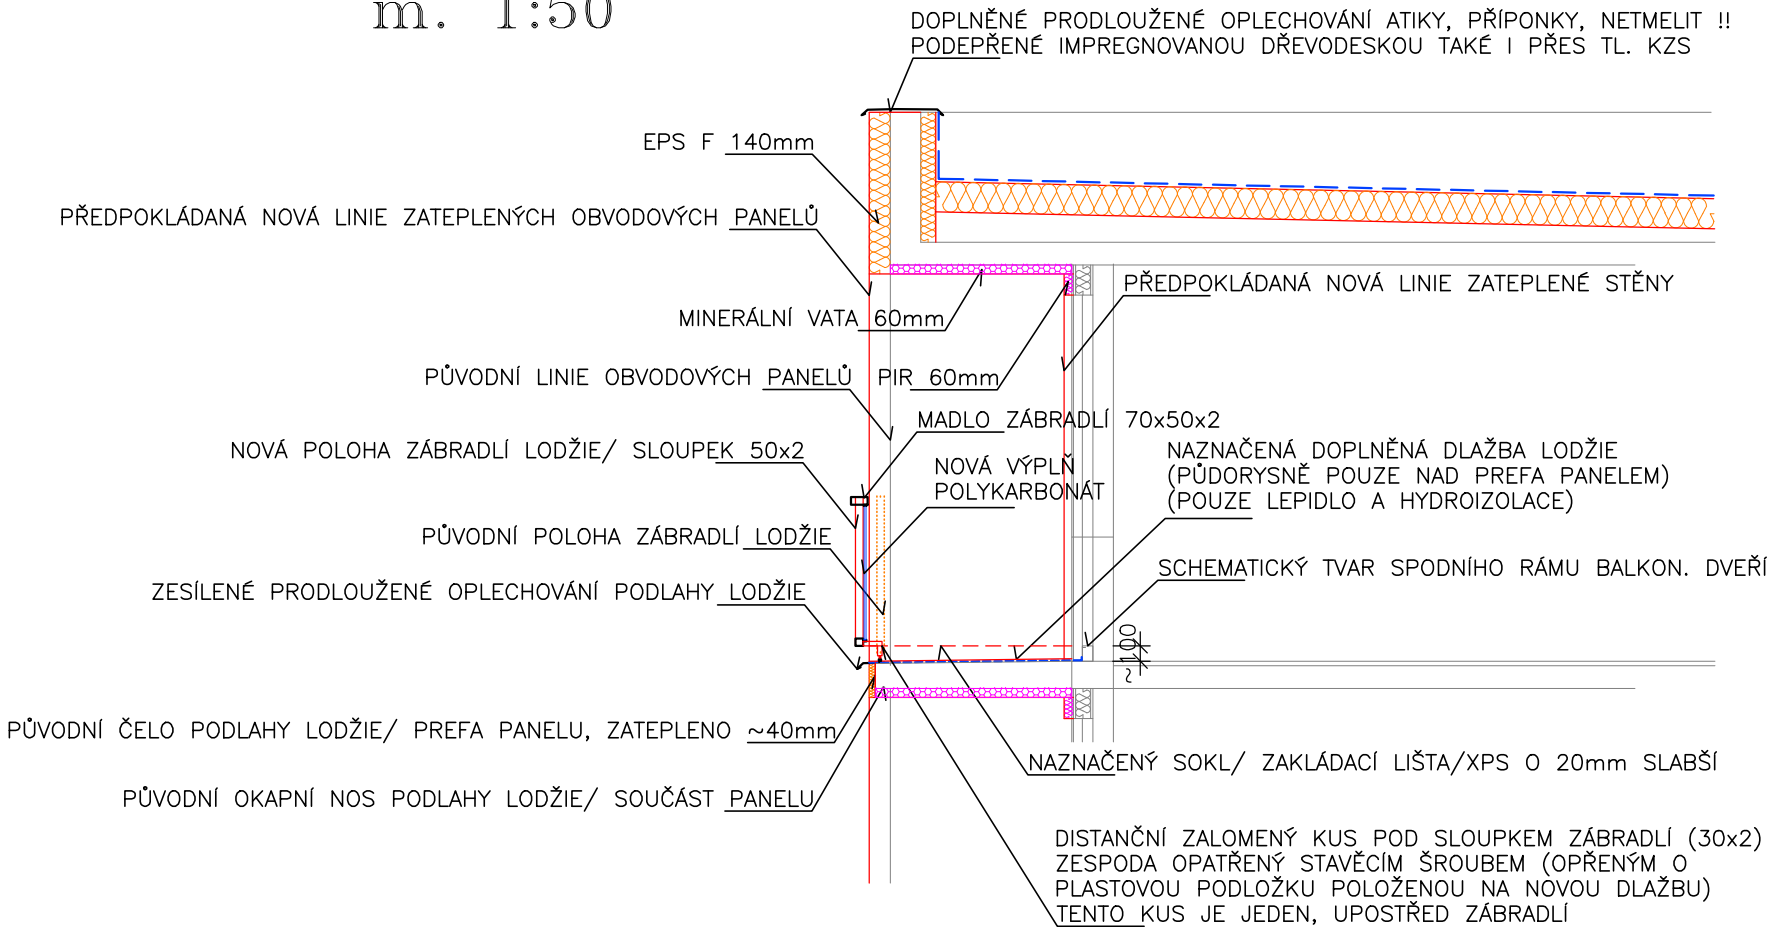 m. 1:50
DOPLNĚNÉ PRODLOUŽENÉ OPLECHOVÁNÍ ATIKY, PŘÍPONKY, NETMELIT !!
PODEPŘENÉ IMPREGNOVANOU DŘEVODESKOU TAKÉ I PŘES TL. KZS
EPS F 140mm
PŘEDPOKLÁDANÁ NOVÁ LINIE ZATEPLENÝCH OBVODOVÝCH PANELŮ
PŘEDPOKLÁDANÁ NOVÁ LINIE ZATEPLENÉ STĚNY
MINERÁLNÍ VATA 60mm
PŮVODNÍ LINIE OBVODOVÝCH PANELŮ
PIR 60mm
MADLO ZÁBRADLÍ 70x50x2
NOVÁ POLOHA ZÁBRADLÍ LODŽIE/ SLOUPEK 50x2
NOVÁ VÝPLŇ
POLYKARBONÁT
NAZNAČENÁ DOPLNĚNÁ DLAŽBA LODŽIE
(PŮDORYSNĚ POUZE NAD PREFA PANELEM)
(POUZE LEPIDLO A HYDROIZOLACE)
PŮVODNÍ POLOHA ZÁBRADLÍ LODŽIE
SCHEMATICKÝ TVAR SPODNÍHO RÁMU BALKON. DVEŘÍ
ZESÍLENÉ PRODLOUŽENÉ OPLECHOVÁNÍ PODLAHY LODŽIE
~100
PŮVODNÍ ČELO PODLAHY LODŽIE/ PREFA PANELU, ZATEPLENO ~40mm
NAZNAČENÝ SOKL/ ZAKLÁDACÍ LIŠTA/XPS O 20mm SLABŠÍ
PŮVODNÍ OKAPNÍ NOS PODLAHY LODŽIE/ SOUČÁST PANELU
DISTANČNÍ ZALOMENÝ KUS POD SLOUPKEM ZÁBRADLÍ (30x2)
ZESPODA OPATŘENÝ STAVĚCÍM ŠROUBEM (OPŘENÝM O
PLASTOVOU PODLOŽKU POLOŽENOU NA NOVOU DLAŽBU)
TENTO KUS JE JEDEN, UPOSTŘED ZÁBRADLÍ